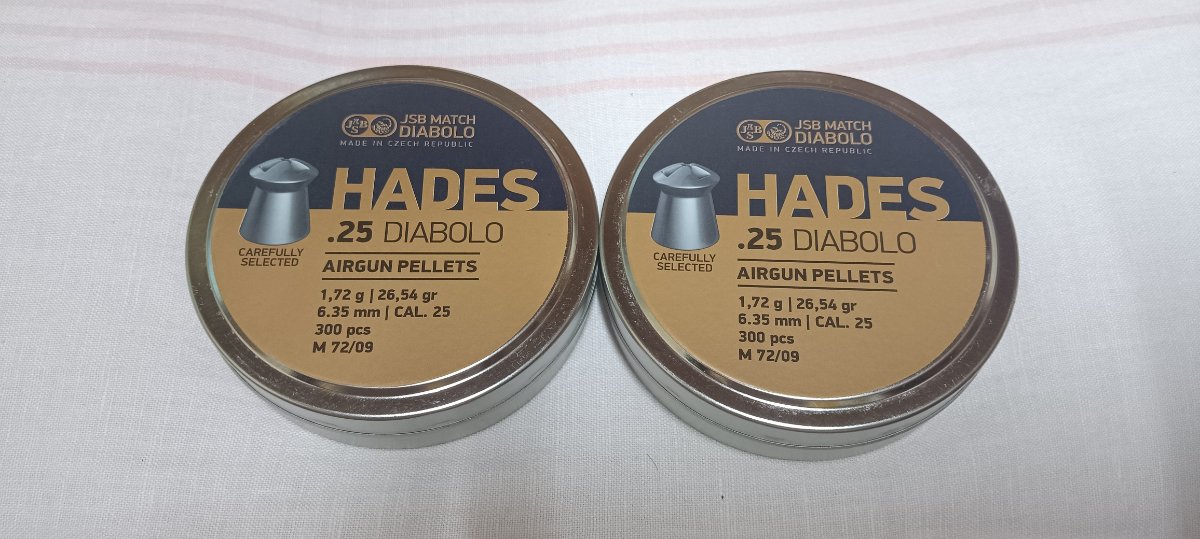 JSB
JSB MATCH
DIABOLO
MADE IN CZECH REPUBLIC
HADES
.25 DIABOLO
CAREFULLY
SELECTED
AIRGUN PELLETS
1,72 g | 26,54 gr
6.35 mm | CAL. 25
300 pcs
M 72/09
JSB
JSB MATCH
DIABOLO
MADE IN CZECH REPUBLIC
HADES
.25 DIABOLO
CAREFULLY
SELECTED
AIRGUN PELLETS
1,72 g | 26,54 gr
6.35 mm | CAL. 25
300 pcs
M 72/09